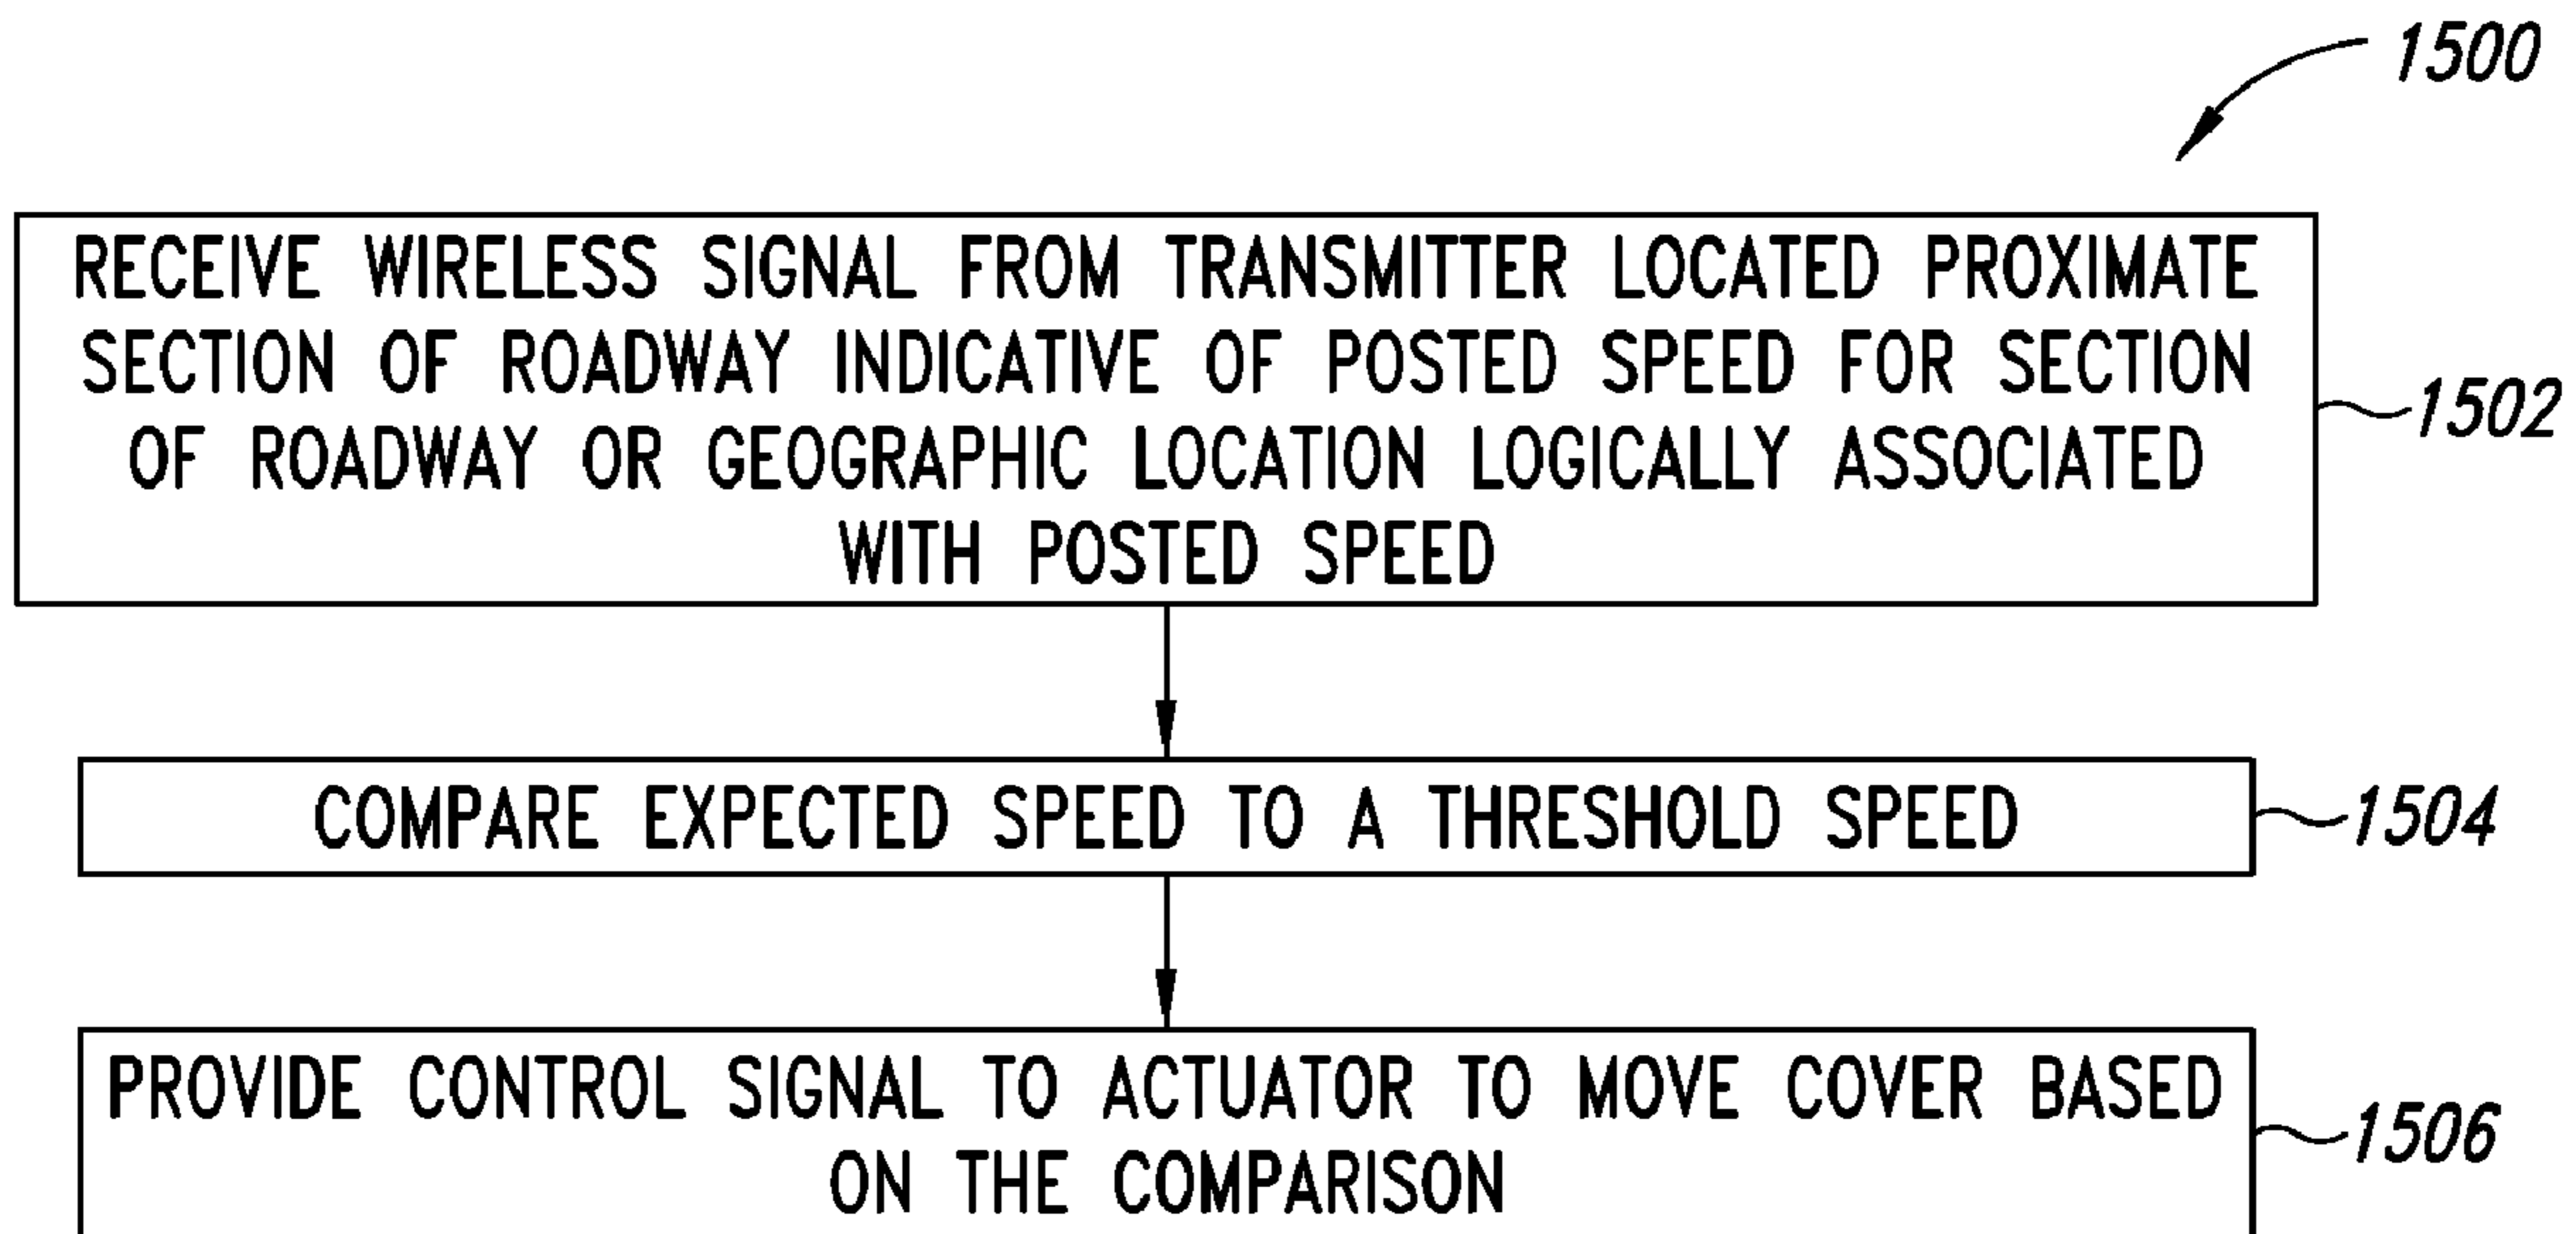 1500
RECEIVE WIRELESS SIGNAL FROM TRANSMITTER LOCATED PROXIMATE
SECTION OF ROADWAY INDICATIVE OF POSTED SPEED FOR SECTION
OF ROADWAY OR GEOGRAPHIC LOCATION LOGICALLY ASSOCIATED
WITH POSTED SPEED
1502
COMPARE EXPECTED SPEED TO A THRESHOLD SPEED
1504
PROVIDE CONTROL SIGNAL TO ACTUATOR TO MOVE COVER BASED
ON THE COMPARISON
1506